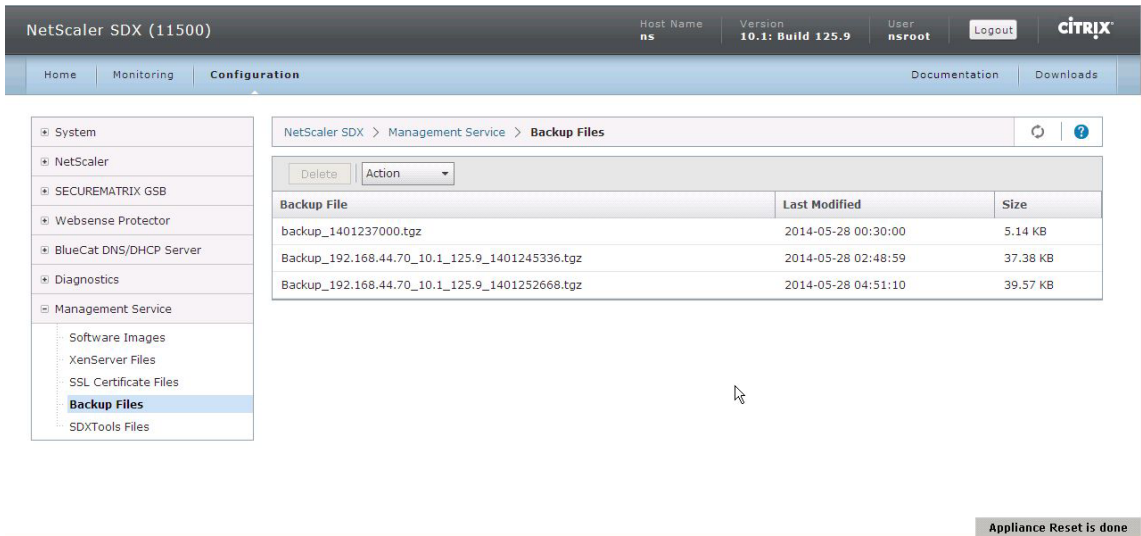 NetScaler SDX (11500)
Host Name
ns
Version
10.1: Build 125.9
User
nsroot
Logout
CİTRIX
Home
Monitoring
Configuration
Documentation
Downloads
System
NetScaler
SECUREMATRIX GSB
Websense Protector
BlueCat DNS/DHCP Server
Diagnostics
Management Service
Software Images
XenServer Files
SSL Certificate Files
Backup Files
SDXTools Files
NetScaler SDX > Management Service > Backup Files
Delete
Action
Backup File Last Modified Size
backup_1401237000.tgz 2014-05-28 00:30:00 5.14 KB
Backup_192.168.44.70_10.1_125.9_1401245336.tgz 2014-05-28 02:48:59 37.38 KB
Backup_192.168.44.70_10.1_125.9_1401252668.tgz 2014-05-28 04:51:10 39.57 KB
Appliance Reset is done